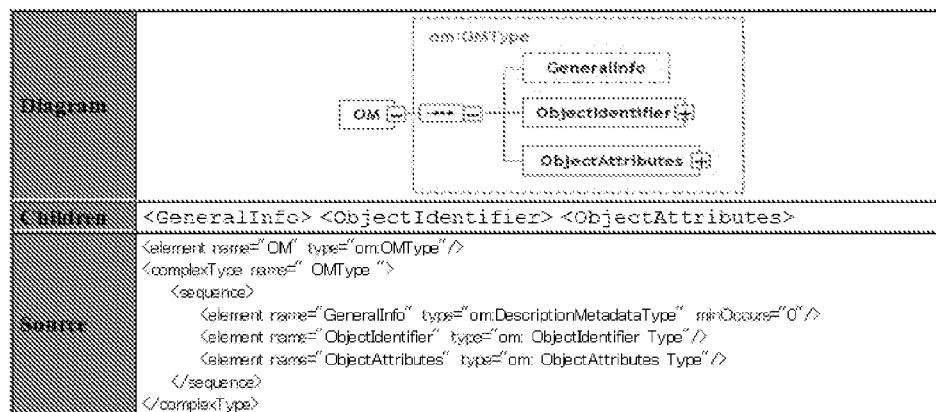 Diagram
om:OMType
GeneralInfo
OM
ObjectIdentifier
ObjectAttributes
Children
<GeneralInfo> <ObjectIdentifier> <ObjectAttributes>
Source
<element name="OM" type="om:OMType"/>
<complexType name=" OMType ">
<sequence>
<element name="GeneralInfo" type="om:DescriptionMetadataType" minOccurs="0"/>
<element name="ObjectIdentifier" type="om: ObjectIdentifier Type"/>
<element name="ObjectAttributes" type="om: ObjectAttributes Type"/>
</sequence>
</complexType>